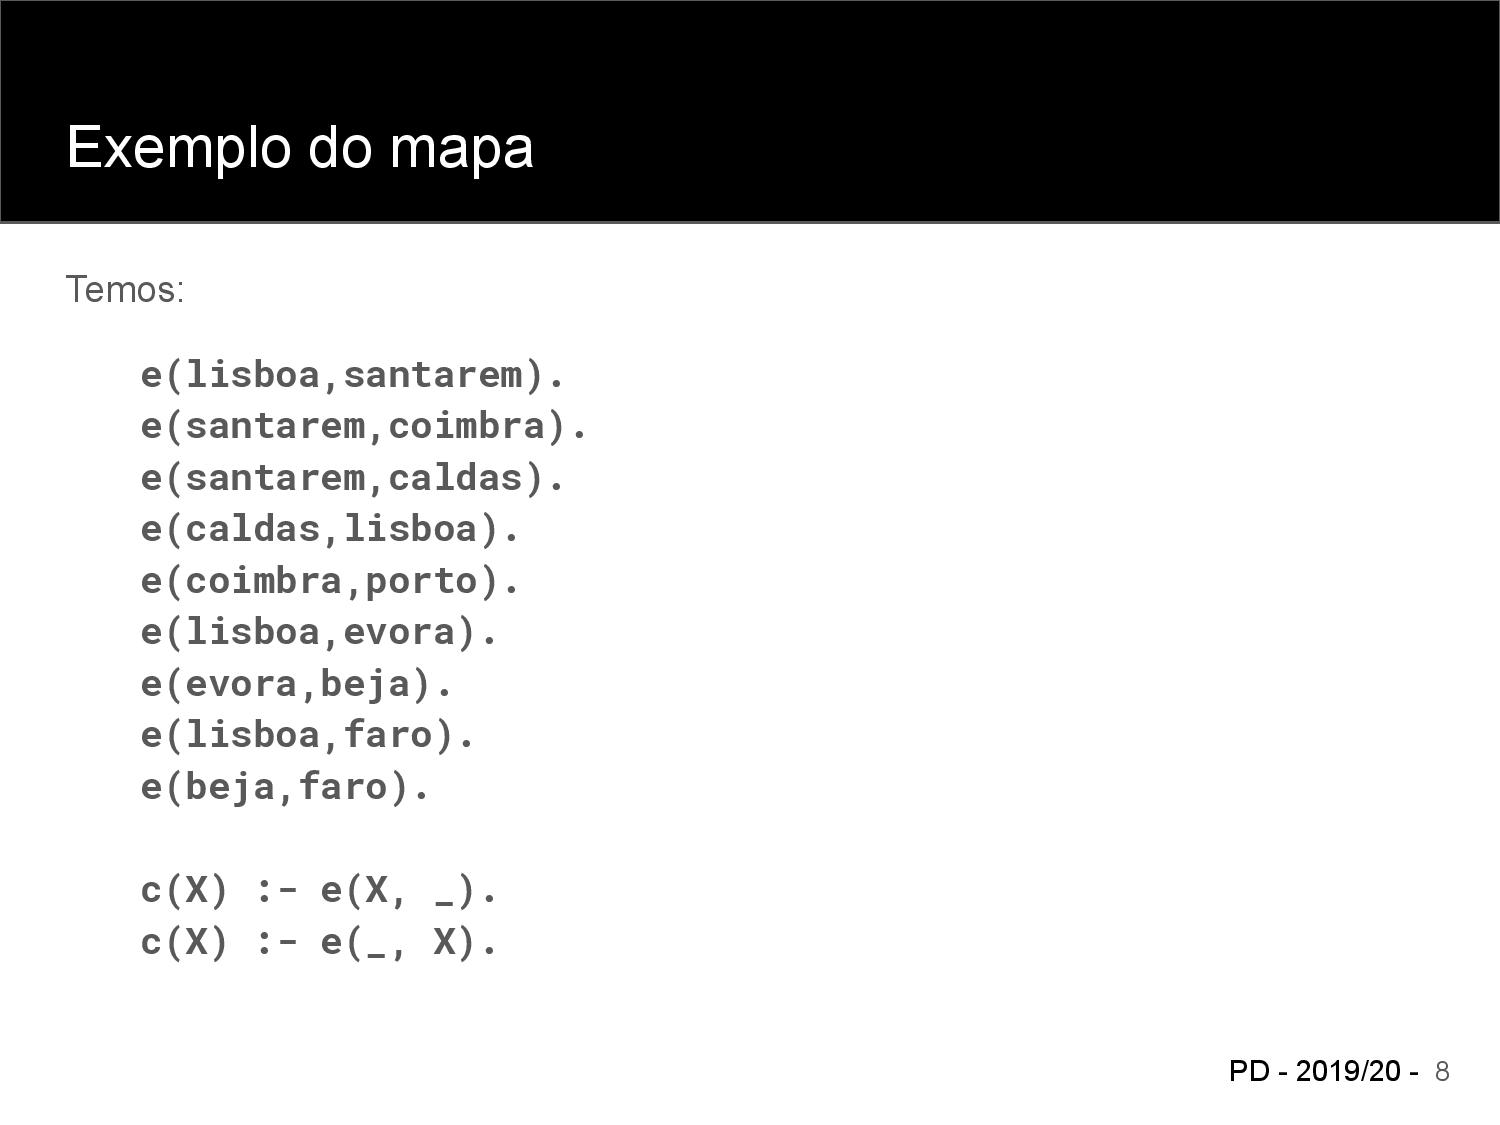 Exemplo do mapa
Temos:
e(lisboa,santarem).
e(santarem,coimbra).
e(santarem,caldas).
e(caldas,lisboa).
e(coimbra,porto).
e(lisboa,evora).
e(evora,beja).
e(lisboa,faro).
e(beja,faro).
c(X) :- e(X, _).
c(X) :- e(_, X).
PD - 2019/20 - 8